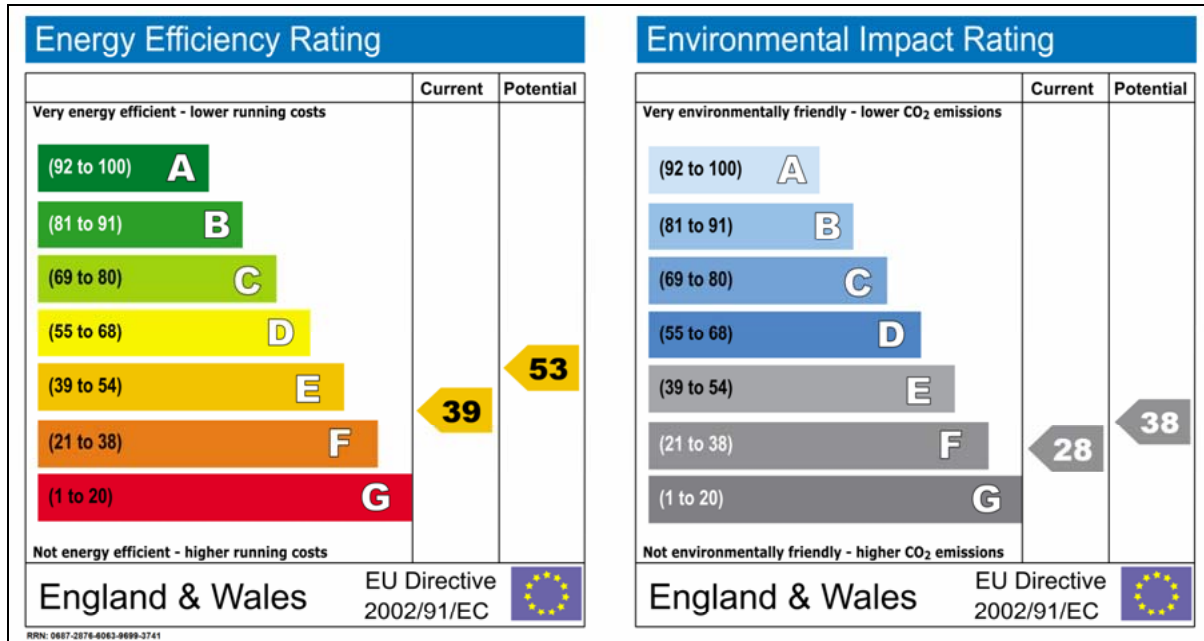 Energy Efficiency Rating
Current Potential
Very energy efficient - lower running costs
(92 to 100) A
(81 to 91) B
(69 to 80) C
(55 to 68) D
(39 to 54) E
(21 to 38) F
(1 to 20) G
39
53
Not energy efficient - higher running costs
England & Wales
EU Directive
2002/91/EC
RRN: 0687-2876-6063-9699-3741
Environmental Impact Rating
Current Potential
Very environmentally friendly - lower CO₂ emissions
(92 to 100) A
(81 to 91) B
(69 to 80) C
(55 to 68) D
(39 to 54) E
(21 to 38) F
(1 to 20) G
28
38
Not environmentally friendly - higher CO₂ emissions
England & Wales
EU Directive
2002/91/EC